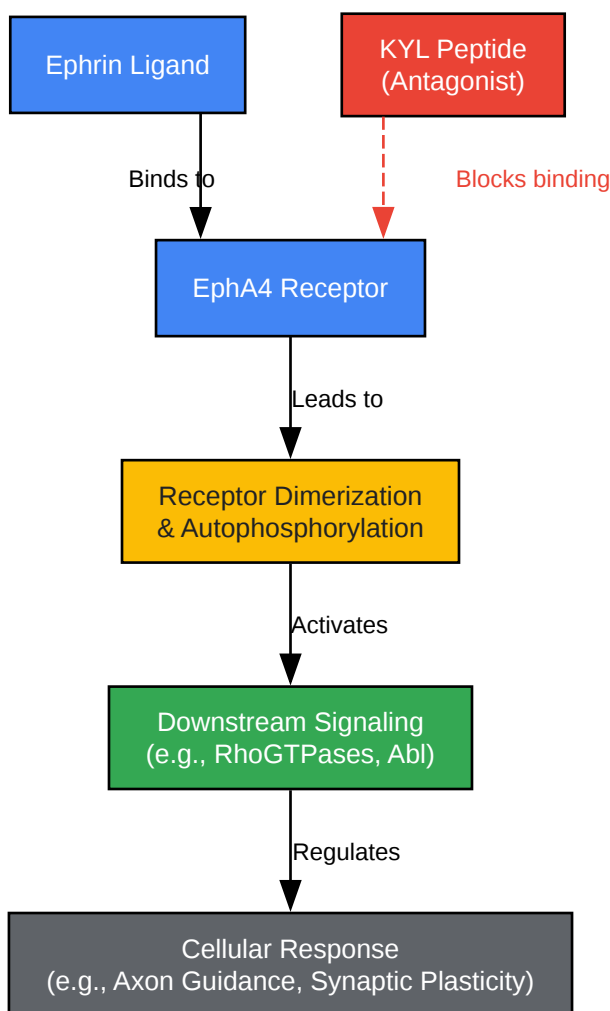 Ephrin Ligand
KYL Peptide
(Antagonist)
Binds to
Blocks binding
EphA4 Receptor
Leads to
Receptor Dimerization
& Autophosphorylation
Activates
Downstream Signaling
(e.g., RhoGTPases, Abl)
Regulates
Cellular Response
(e.g., Axon Guidance, Synaptic Plasticity)